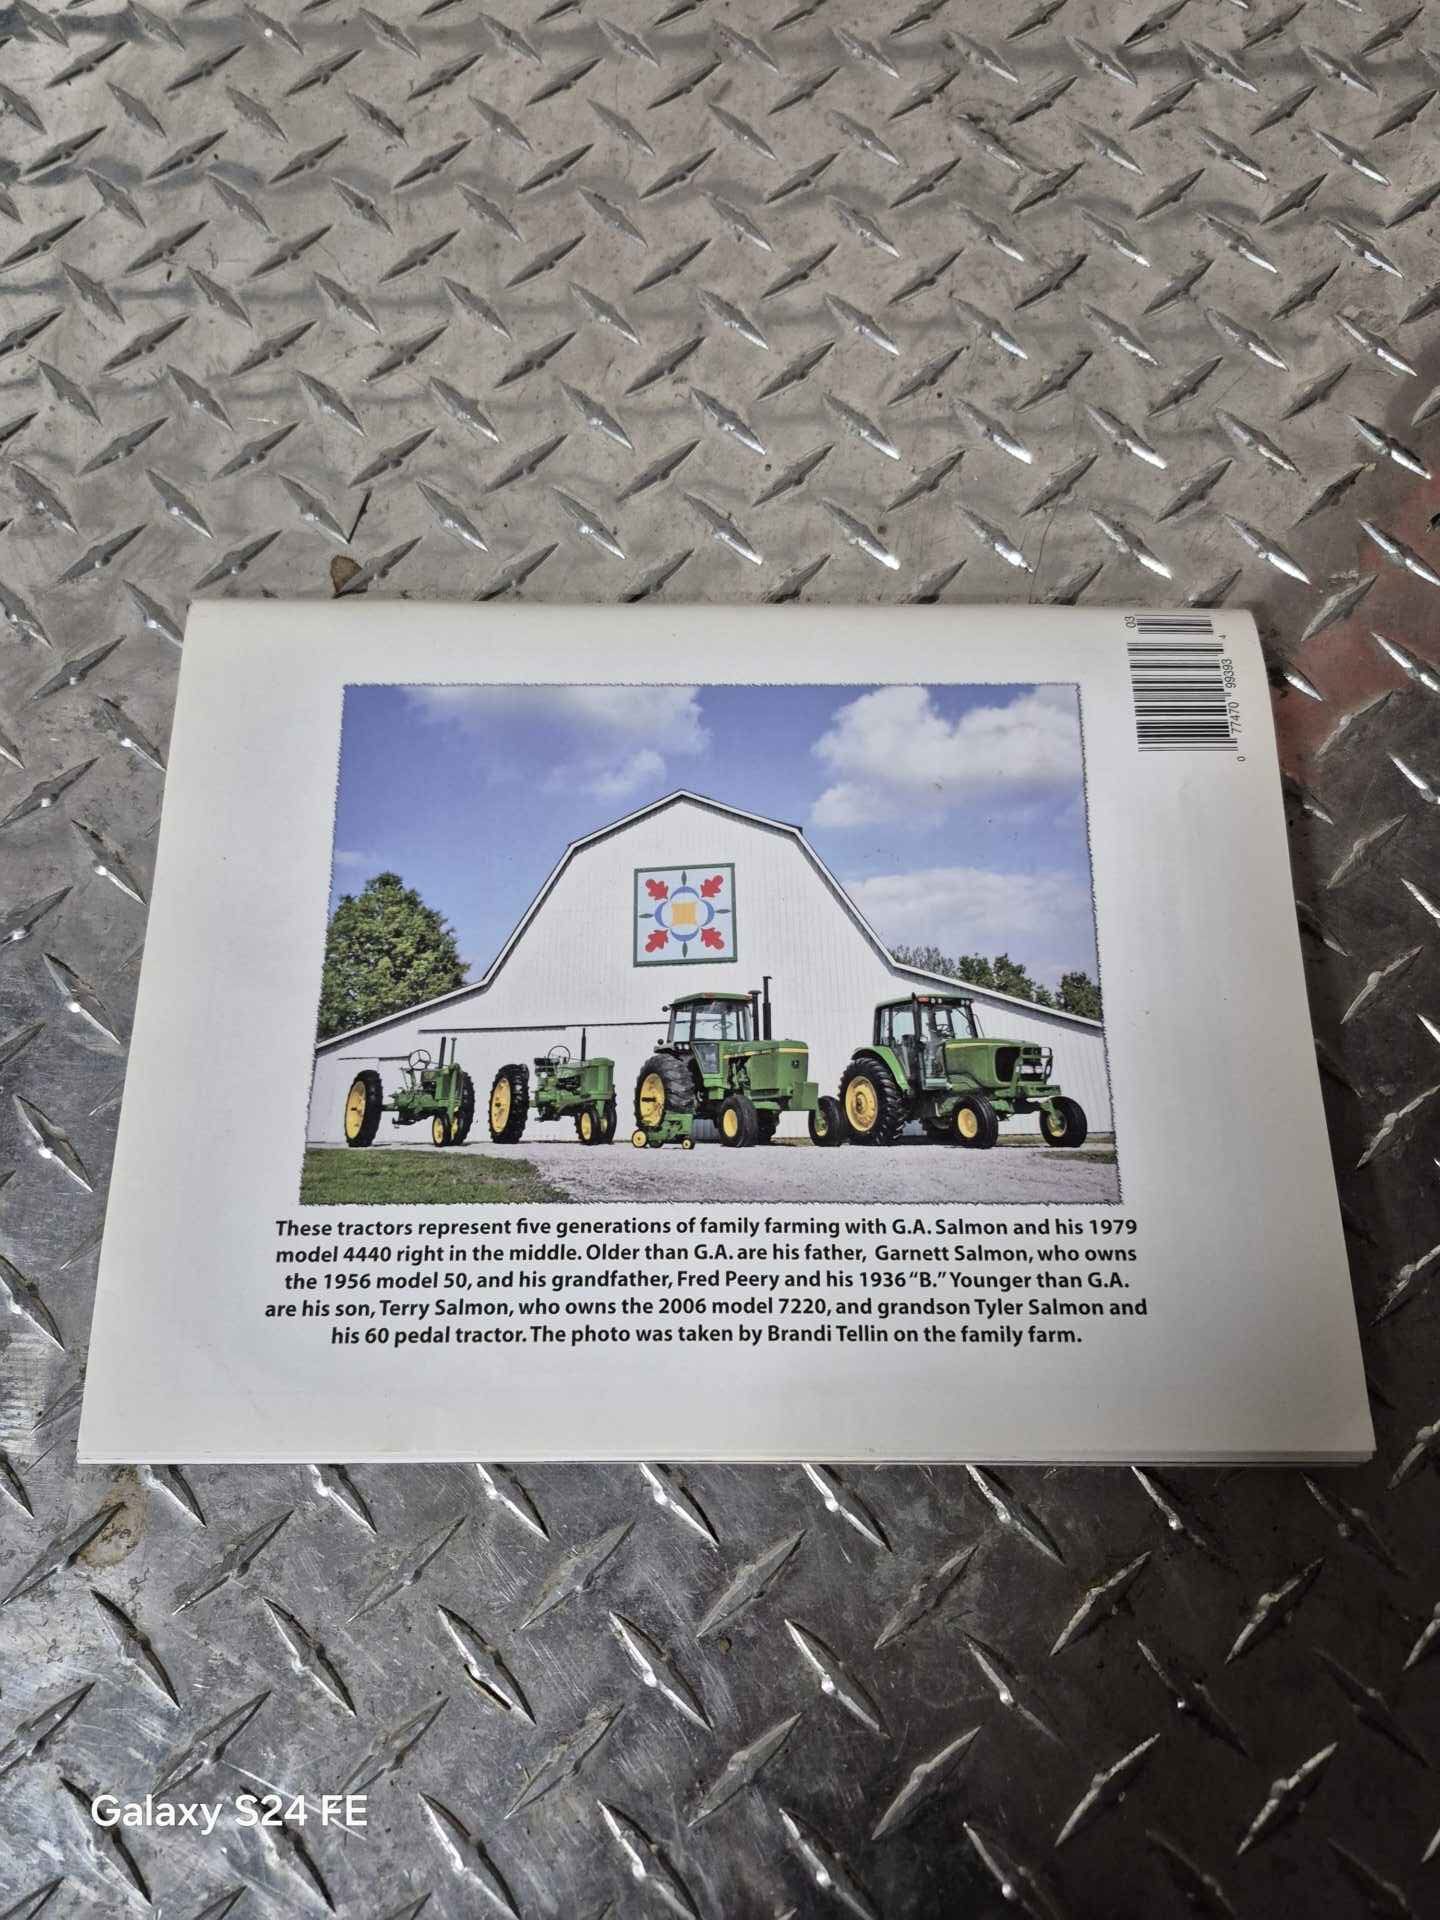 03
0 77470 99393 4
These tractors represent five generations of family farming with G.A. Salmon and his 1979
model 4440 right in the middle. Older than G.A. are his father, Garnett Salmon, who owns
the 1956 model 50, and his grandfather, Fred Peery and his 1936 “B.” Younger than G.A.
are his son, Terry Salmon, who owns the 2006 model 7220, and grandson Tyler Salmon and
his 60 pedal tractor. The photo was taken by Brandi Tellin on the family farm.
Galaxy S24 FE